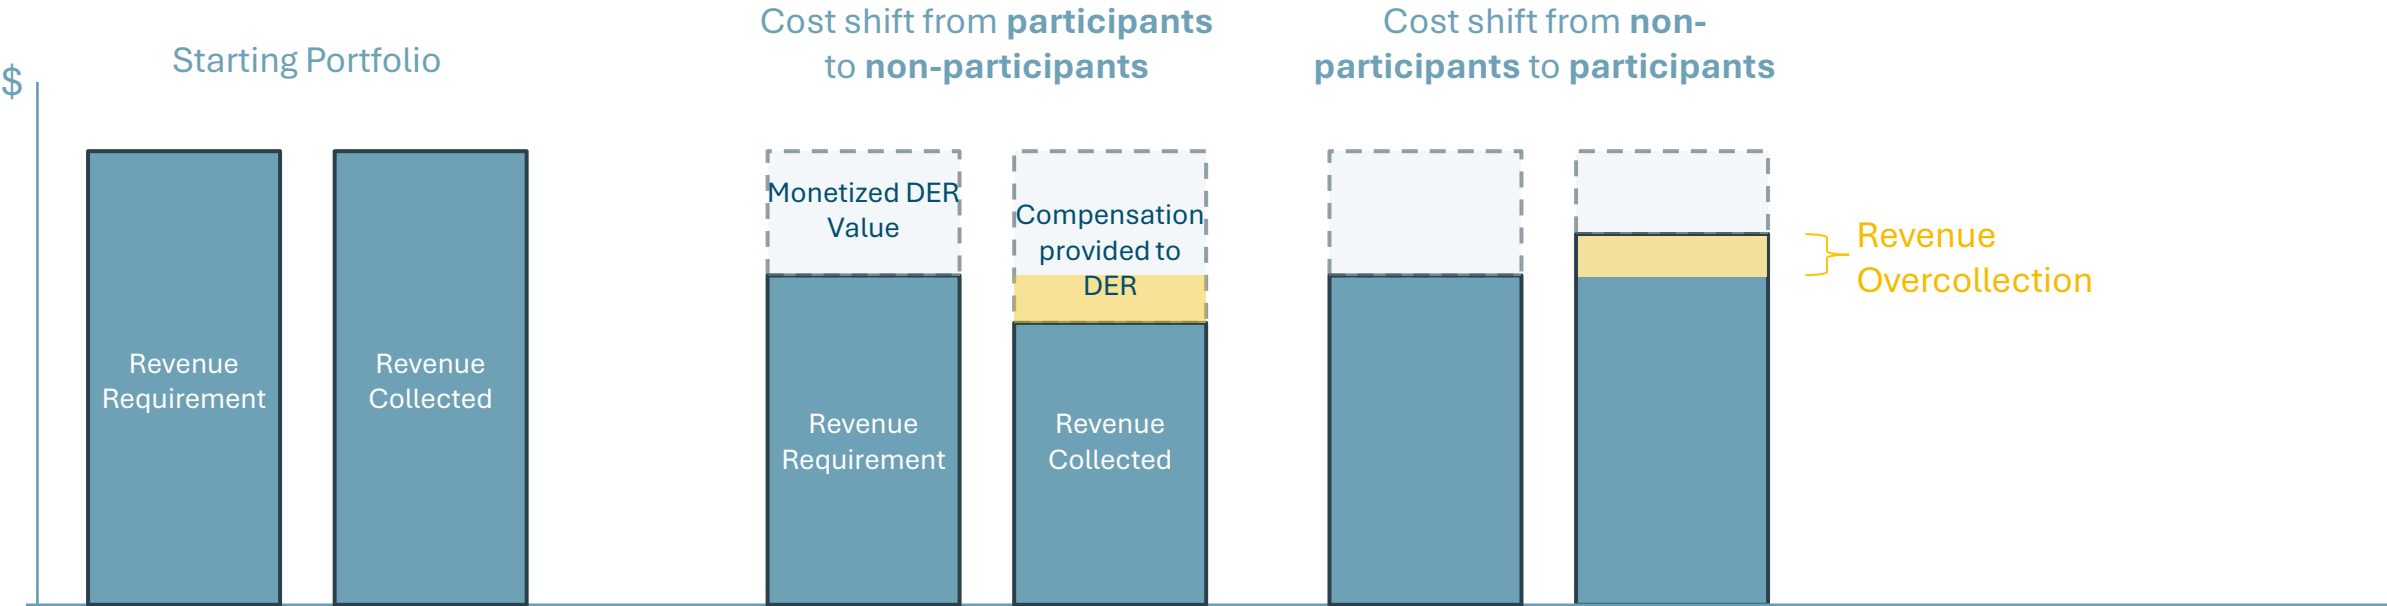 $
Starting Portfolio
Revenue
Requirement
Revenue
Collected
Cost shift from participants
to non-participants
Monetized DER
Value
Revenue
Requirement
Compensation
provided to
DER
Revenue
Collected
Cost shift from non-
participants to participants
Revenue
Overcollection